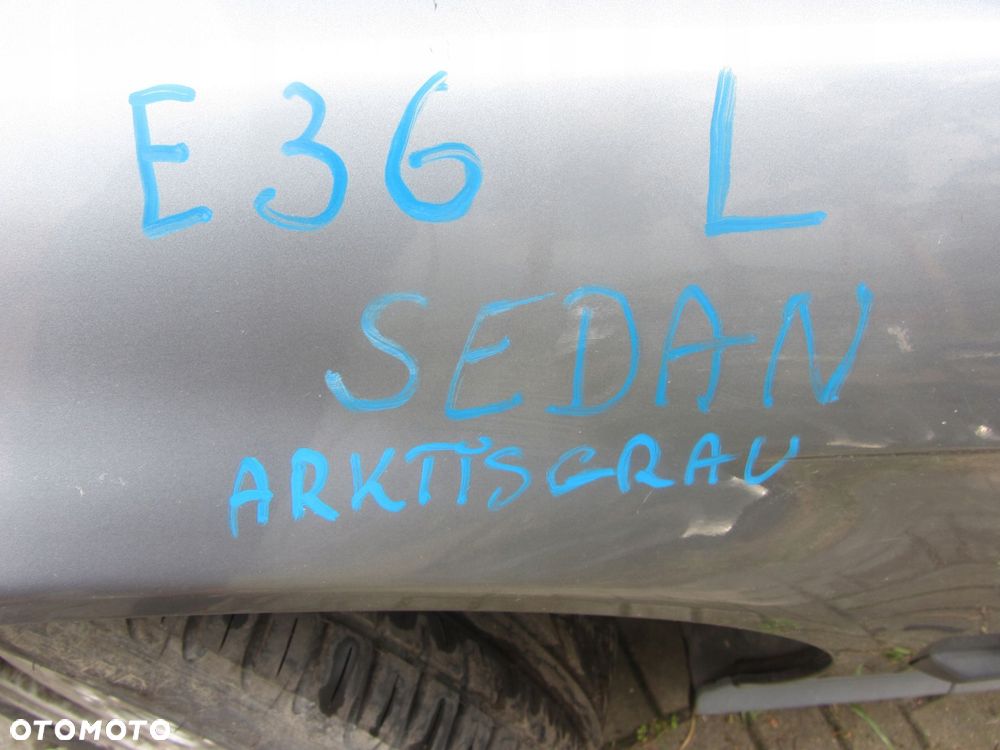 E36 L
SEDAN
ARKTISGRAU
OTOMOTO